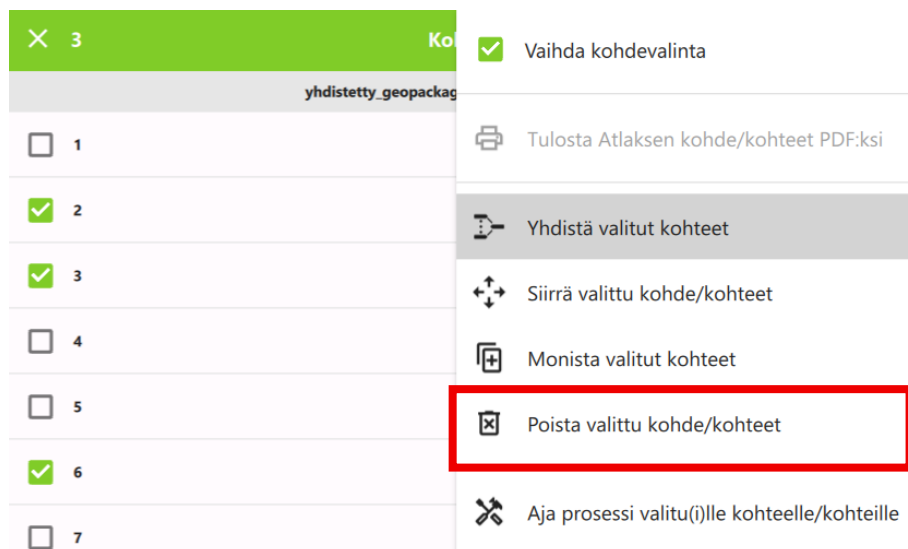 3 Ko
yhdistetty_geopackag
1
2
3
4
5
6
7
Vaihda kohdevalinta
Tulosta Atlaksen kohde/kohteet PDF:ksi
Yhdistä valitut kohteet
Siirrä valittu kohde/kohteet
Monista valitut kohteet
Poista valittu kohde/kohteet
Aja prosessi valitu(i)lle kohteelle/kohteille